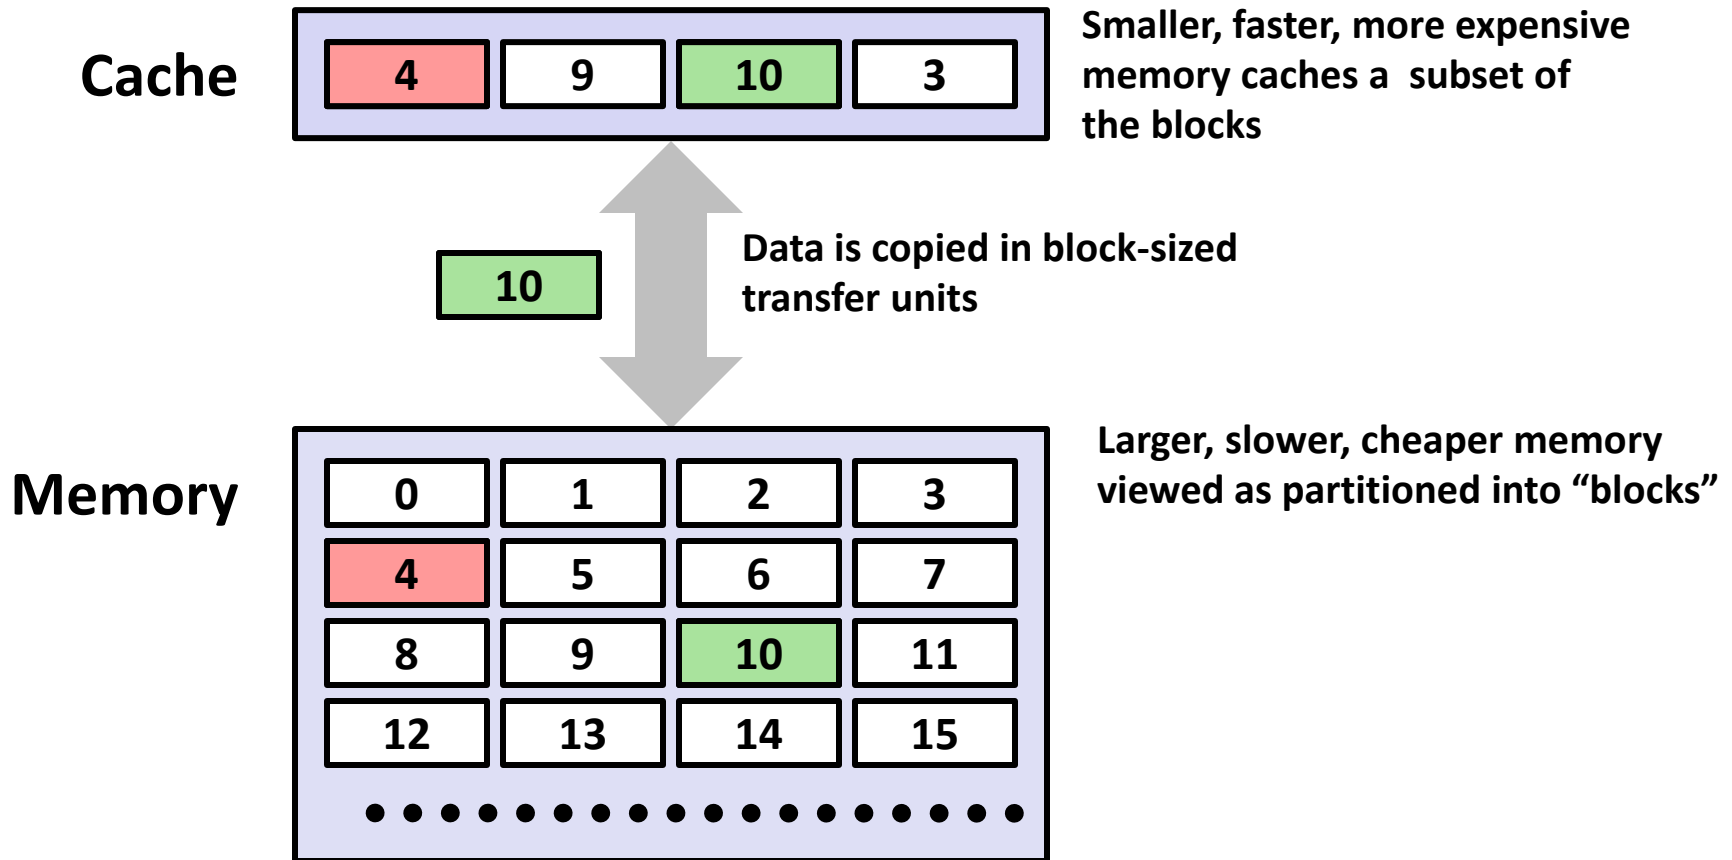 Cache
4 9 10 3
Smaller, faster, more expensive
memory caches a subset of
the blocks
10
Data is copied in block-sized
transfer units
Memory
0 1 2 3
4 5 6 7
8 9 10 11
12 13 14 15
Larger, slower, cheaper memory
viewed as partitioned into “blocks”